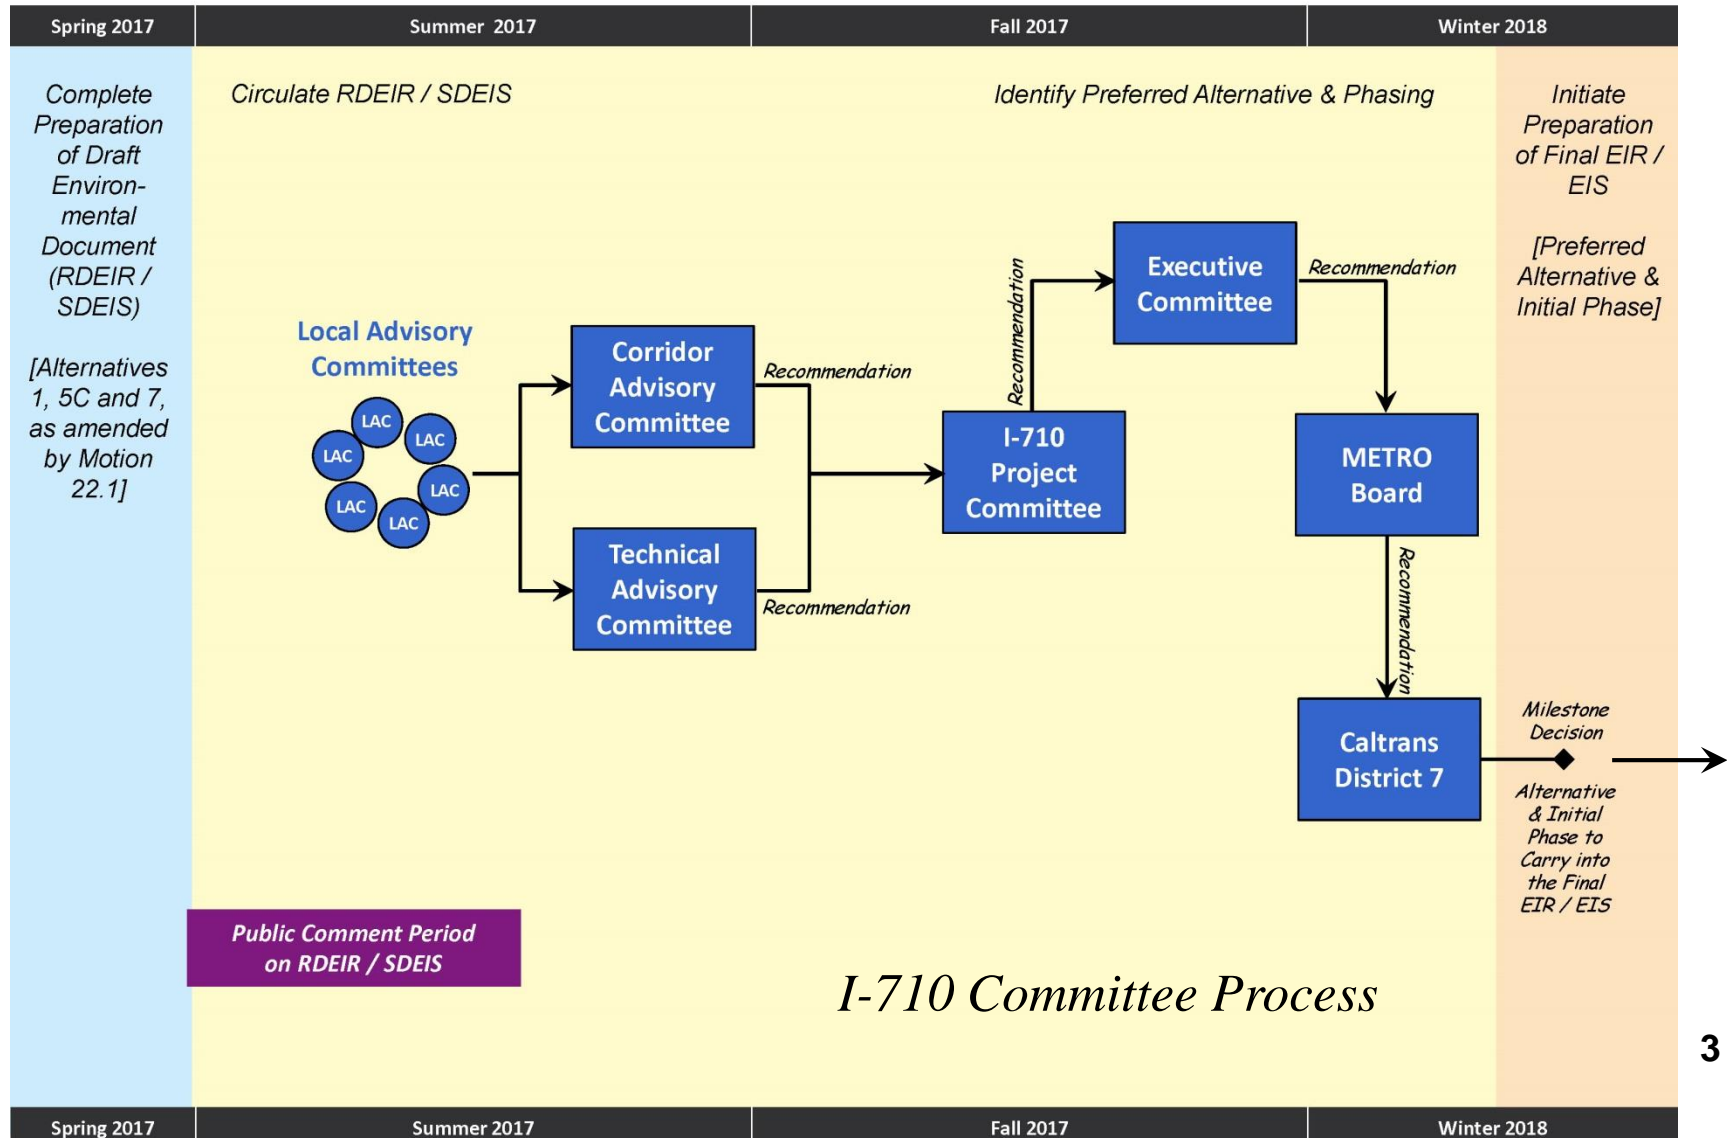 Spring 2017
Summer 2017
Fall 2017
Winter 2018
Complete
Preparation
of Draft
Environ-
mental
Document
(RDEIR /
SDEIS)
[Alternatives
1, 5C and 7,
as amended
by Motion
22.1]
Circulate RDEIR / SDEIS
Identify Preferred Alternative & Phasing
Initiate
Preparation
of Final EIR /
EIS
[Preferred
Alternative &
Initial Phase]
Local Advisory
Committees
LAC
LAC
LAC
LAC
LAC
LAC
Corridor
Advisory
Committee
Recommendation
Technical
Advisory
Committee
Recommendation
I-710
Project
Committee
Recommendation
Executive
Committee
Recommendation
METRO
Board
Recommendation
Caltrans
District 7
Milestone
Decision
Alternative
& Initial
Phase to
Carry into
the Final
EIR / EIS
Public Comment Period
on RDEIR / SDEIS
I-710 Committee Process
3
Spring 2017
Summer 2017
Fall 2017
Winter 2018